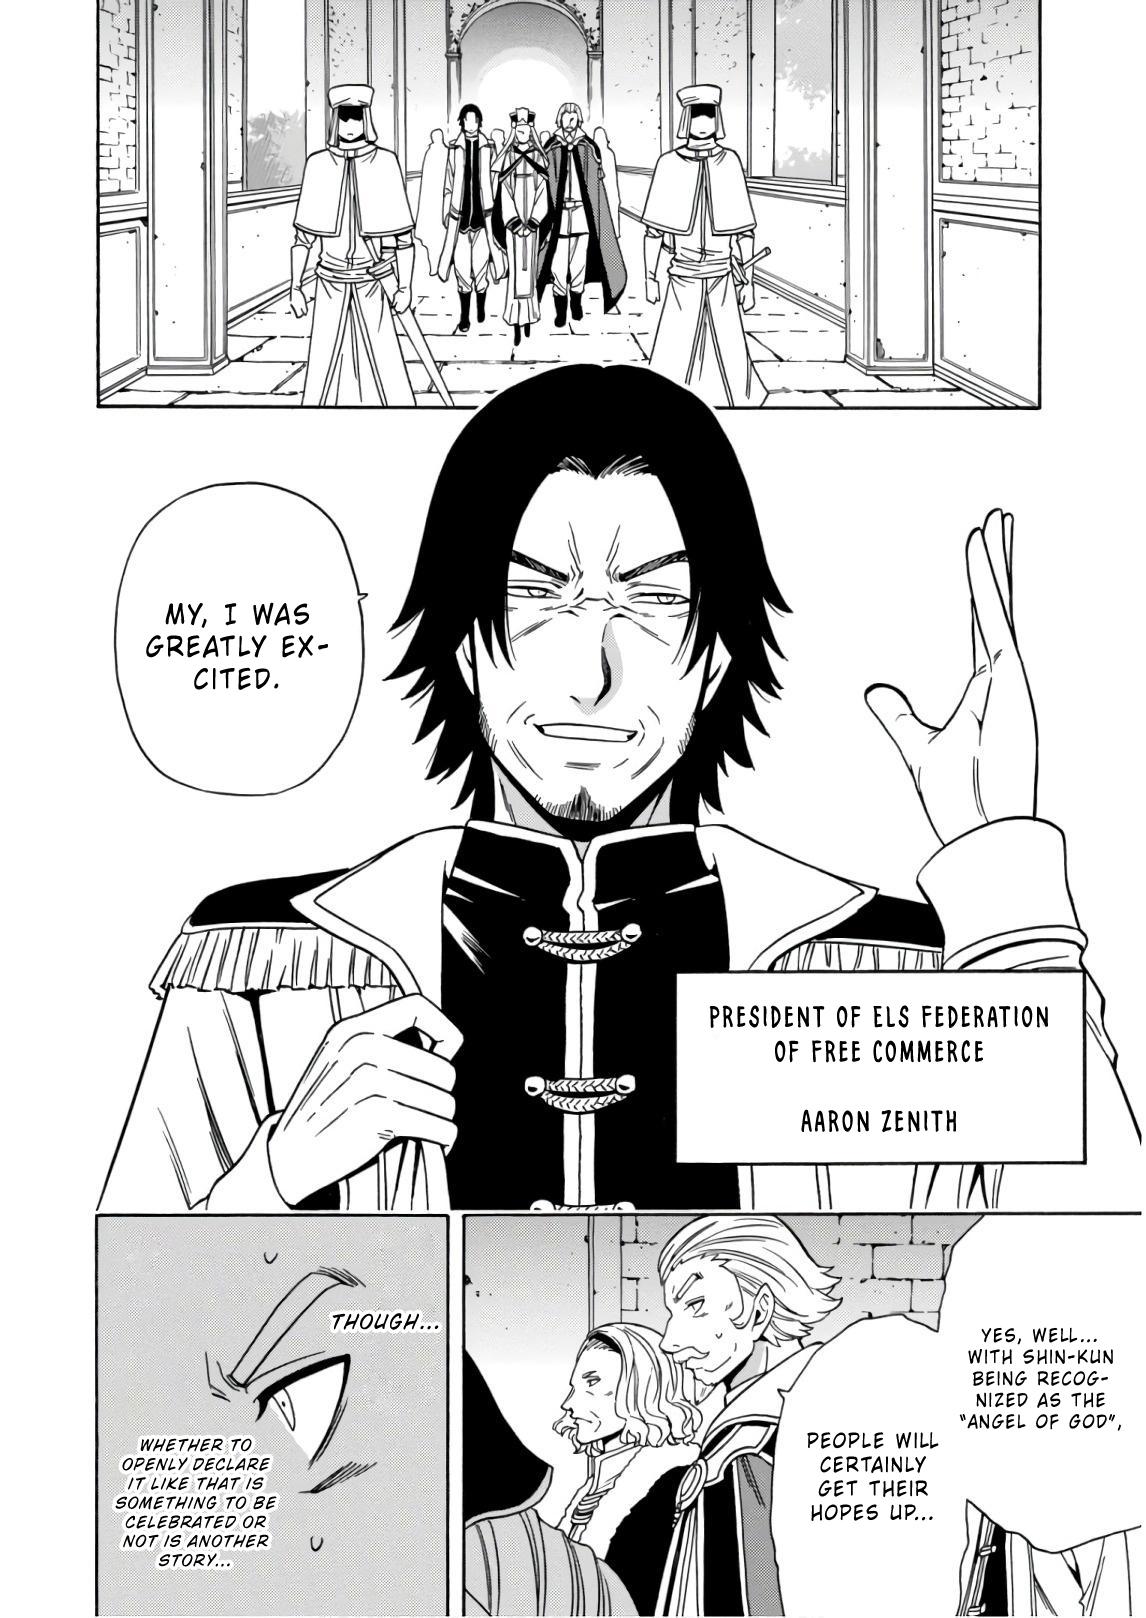 MY, I WAS
GREATLY EX-
CITED.
PRESIDENT OF ELS FEDERATION
OF FREE COMMERCE
AARON ZENITH
YES, WELL...
WITH SHIN-KUN
BEING RECOG-
NIZED AS THE
"ANGEL OF GOD",
PEOPLE WILL
CERTAINLY
GET THEIR
HOPES UP...
THOUGH...
WHETHER TO
OPENLY DECLARE
IT LIKE THAT IS
SOMETHING TO BE
CELEBRATED OR
NOT IS ANOTHER
STORY...